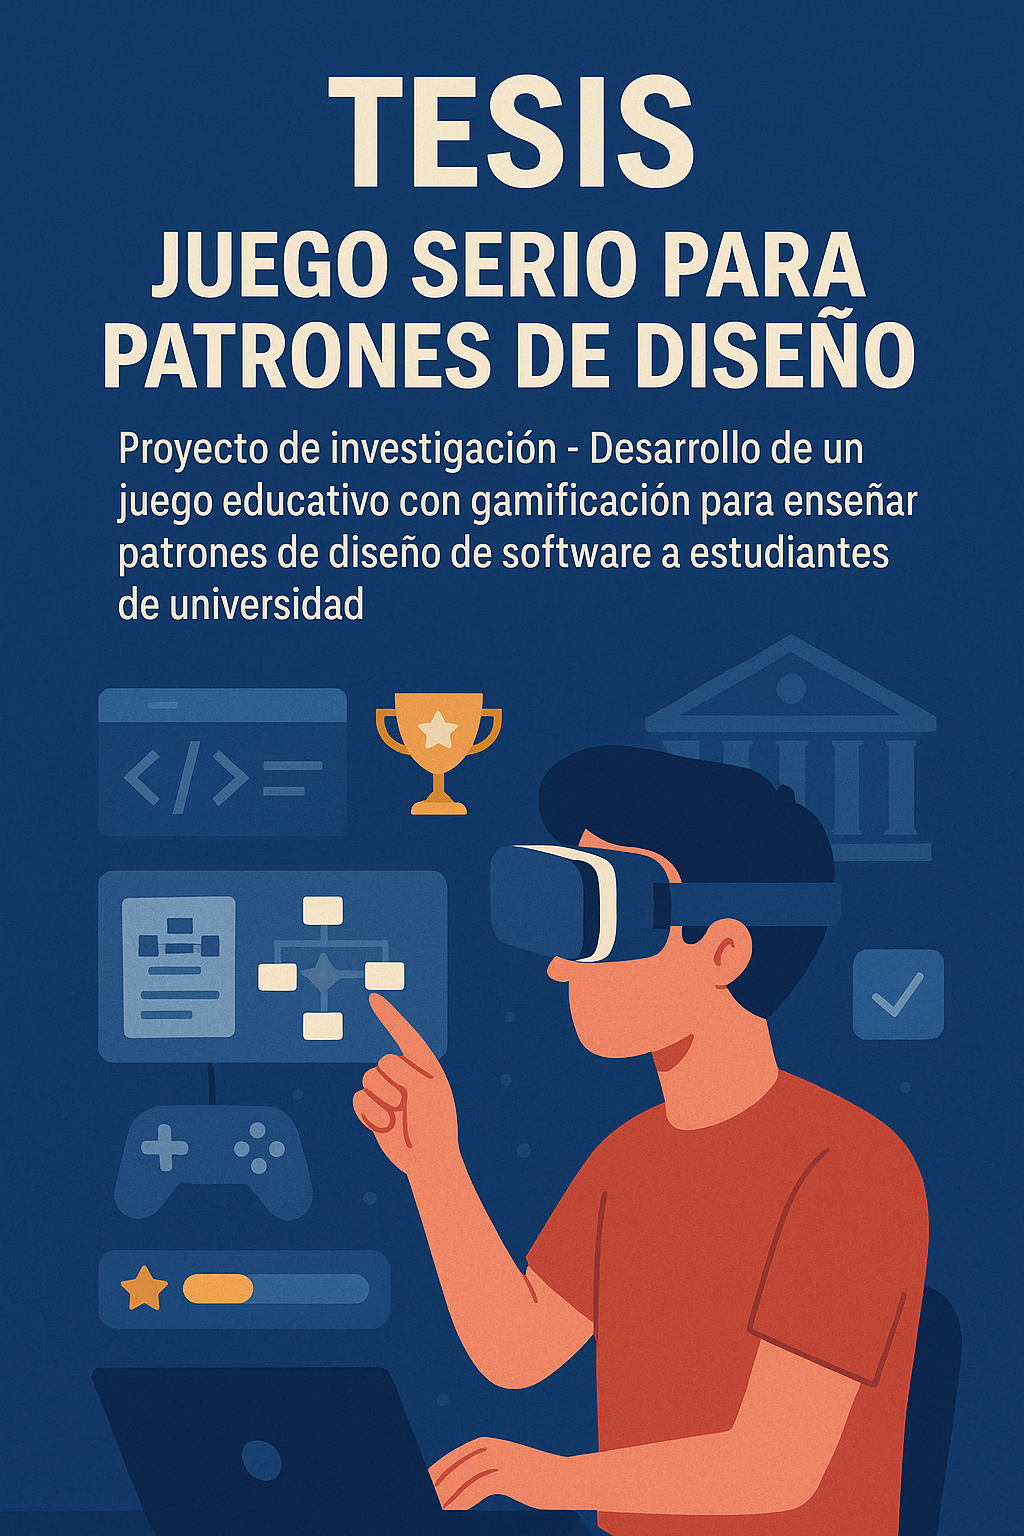 TESIS
JUEGO SERIO PARA
PATRONES DE DISEÑO
Proyecto de investigación - Desarrollo de un
juego educativo con gamificación para enseñar
patrones de diseño de software a estudiantes
de universidad
</>